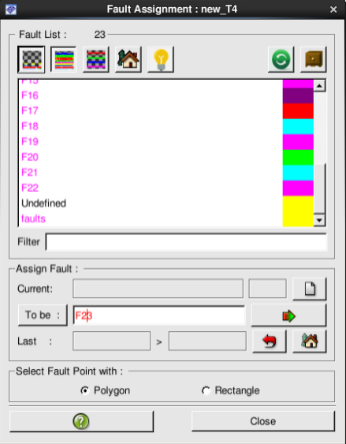 Fault Assignment : new_T4
Fault List : 23
F15
F16
F17
F18
F19
F20
F21
F22
Undefined
faults
Filter
Assign Fault :
Current:
To be :
F23
Last : >
Select Fault Point with :
Polygon Rectangle
? Close